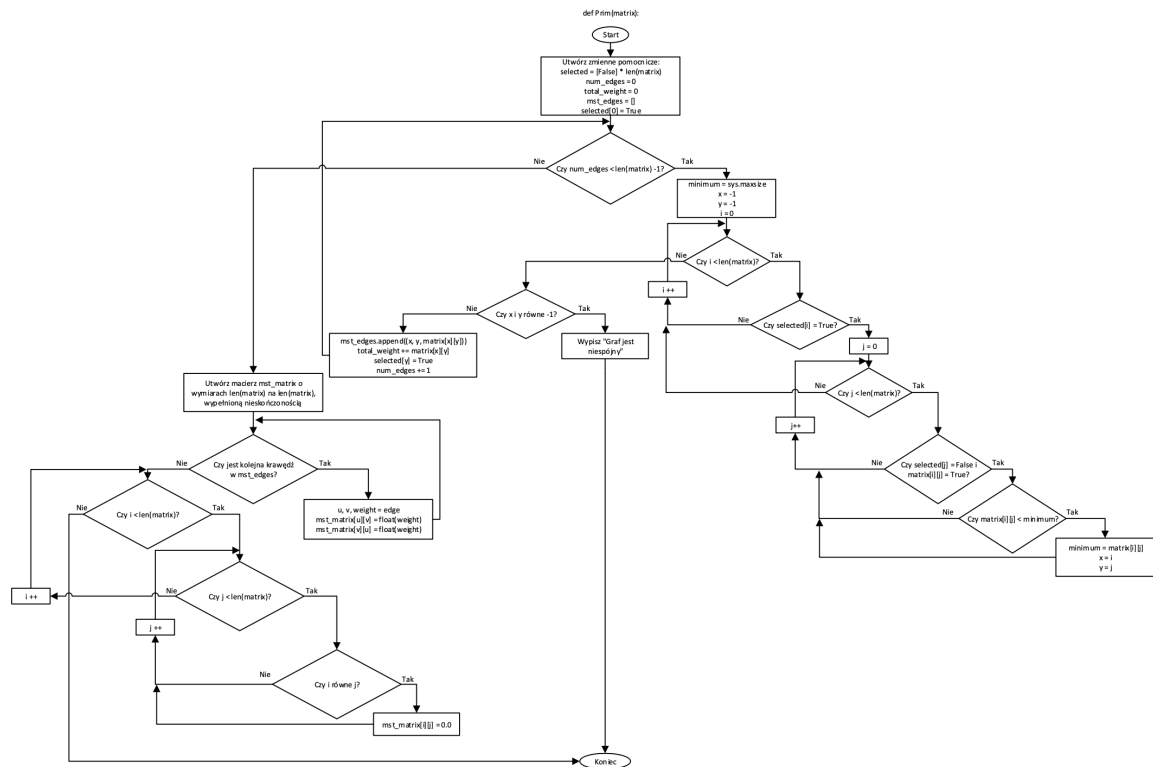 def Prim(matrix):
Start
Utwórz zmienne pomocnicze:
selected = [False] * len(matrix)
num_edges = 0
total_weight = 0
mst_edges = []
selected[0] = True
Nie
Czy num_edges < len(matrix) -1?
Tak
minimum = sys.maxsize
x = -1
y = -1
i = 0
Nie
Czy i < len(matrix)?
Tak
i ++
Nie
Czy x i y równe -1?
Tak
Nie
Czy selected[i] = True?
Tak
mst_edges.append((x, y, matrix[x][y]))
total_weight += matrix[x][y]
selected[y] = True
num_edges += 1
Wypisz "Graf jest
niespójny"
j = 0
Utwórz macierz mst_matrix o
wymiarach len(matrix) na len(matrix),
wypełnioną nieskończonością
Nie
Czy j < len(matrix)?
Tak
j++
Nie
Czy jest kolejna krawędź
w mst_edges?
Tak
Nie
Czy selected[j] = False i
matrix[i][j] = True?
Tak
u, v, weight = edge
mst_matrix[u][v] = float(weight)
mst_matrix[v][u] = float(weight)
Nie
Czy i < len(matrix)?
Tak
Nie
Czy matrix[i][j] < minimum?
Tak
minimum = matrix[i][j]
x = i
y = j
i ++
Nie
Czy j < len(matrix)?
Tak
j ++
Nie
Czy i równe j?
Tak
mst_matrix[i][j] = 0.0
Koniec